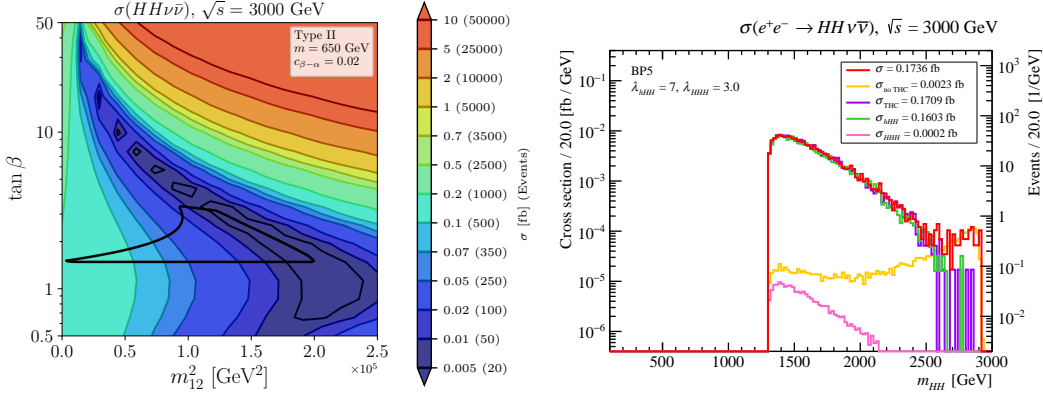 σ(HHνν̄), √s = 3000 GeV
Type II
m = 650 GeV
c_{β−α} = 0.02
50
10
1
0.5
tan β
0.0 0.5 1.0 1.5 2.0 2.5
×10⁵
m²₁₂ [GeV²]
10 (50000)
5 (25000)
2 (10000)
1 (5000)
0.7 (3500)
0.5 (2500)
0.2 (1000)
0.1 (500)
0.07 (350)
0.05 (250)
0.02 (100)
0.01 (50)
0.005 (20)
σ [fb] (Events)
σ(e⁺e⁻ → HHνν̄), √s = 3000 GeV
BP5
λ_{hHH} = 7, λ_{HHH} = 3.0
σ = 0.1736 fb
σ_{no THC} = 0.0023 fb
σ_{THC} = 0.1709 fb
σ_{hHH} = 0.1603 fb
σ_{HHH} = 0.0002 fb
Cross section / 20.0 [fb / GeV]
10⁻¹
10⁻²
10⁻³
10⁻⁴
10⁻⁵
10⁻⁶
Events / 20.0 [1/GeV]
10³
10²
10
1
10⁻¹
10⁻²
500 1000 1500 2000 2500 3000
m_{HH} [GeV]